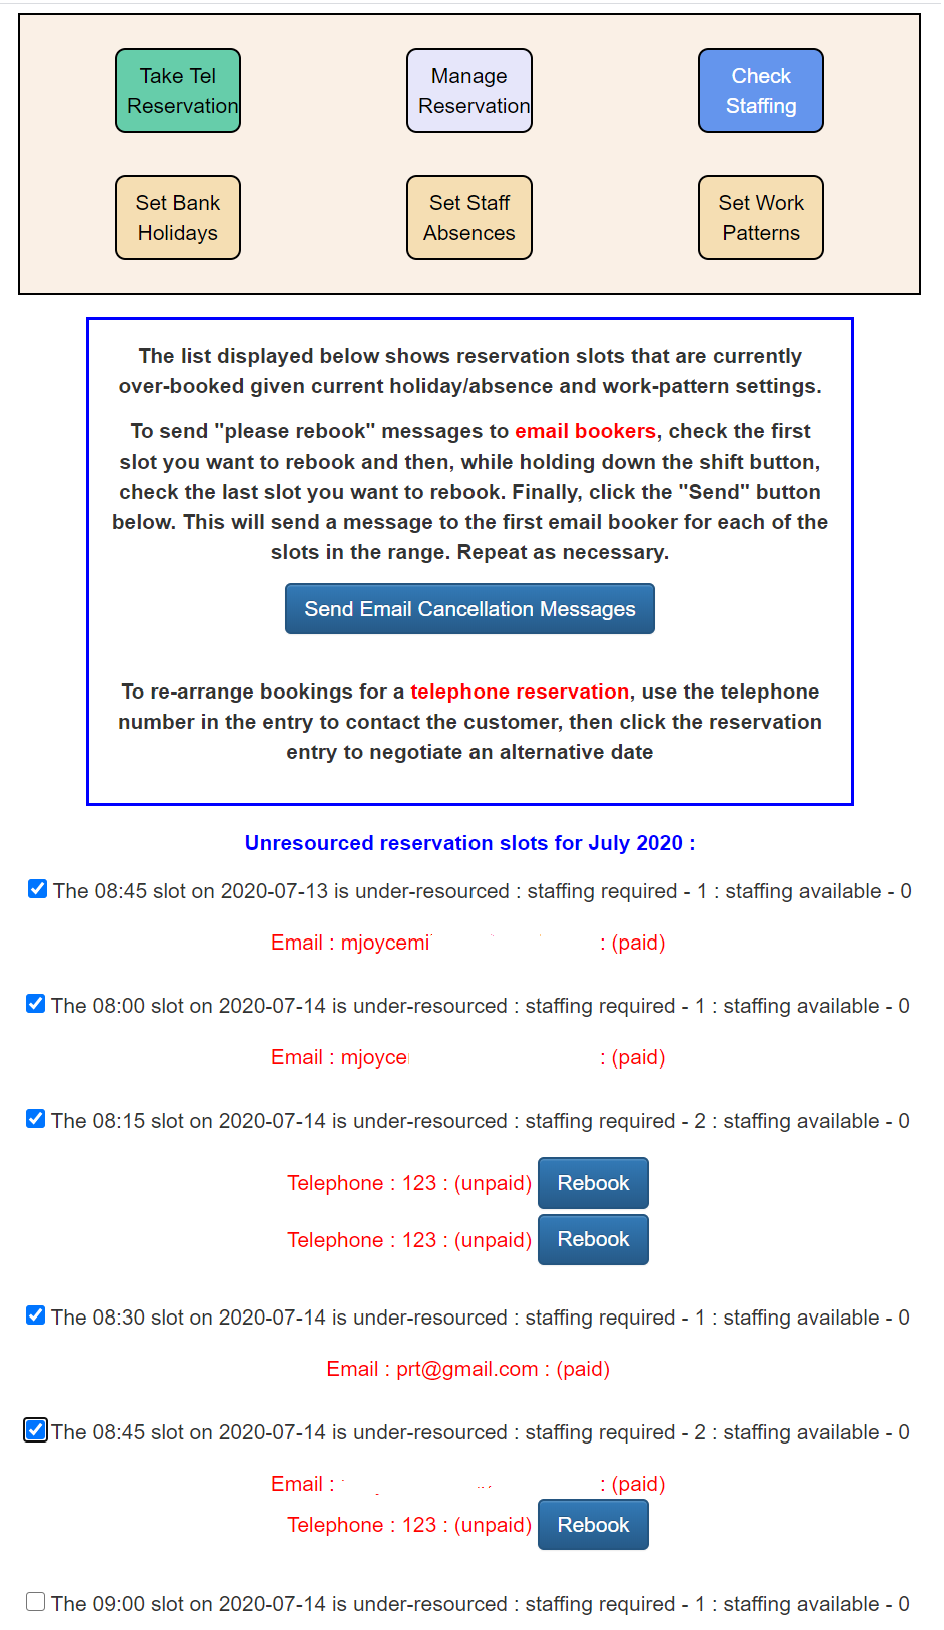 Take Tel
Reservation
Manage
Reservation
Check
Staffing
Set Bank
Holidays
Set Staff
Absences
Set Work
Patterns
The list displayed below shows reservation slots that are currently
over-booked given current holiday/absence and work-pattern settings.
To send "please rebook" messages to email bookers, check the first
slot you want to rebook and then, while holding down the shift button,
check the last slot you want to rebook. Finally, click the "Send" button
below. This will send a message to the first email booker for each of the
slots in the range. Repeat as necessary.
Send Email Cancellation Messages
To re-arrange bookings for a telephone reservation, use the telephone
number in the entry to contact the customer, then click the reservation
entry to negotiate an alternative date
Unresourced reservation slots for July 2020 :
The 08:45 slot on 2020-07-13 is under-resourced : staffing required - 1 : staffing available - 0
Email : mjoycemi : (paid)
The 08:00 slot on 2020-07-14 is under-resourced : staffing required - 1 : staffing available - 0
Email : mjoyce : (paid)
The 08:15 slot on 2020-07-14 is under-resourced : staffing required - 2 : staffing available - 0
Telephone : 123 : (unpaid) Rebook
Telephone : 123 : (unpaid) Rebook
The 08:30 slot on 2020-07-14 is under-resourced : staffing required - 1 : staffing available - 0
Email : prt@gmail.com : (paid)
The 08:45 slot on 2020-07-14 is under-resourced : staffing required - 2 : staffing available - 0
Email : : (paid)
Telephone : 123 : (unpaid) Rebook
The 09:00 slot on 2020-07-14 is under-resourced : staffing required - 1 : staffing available - 0